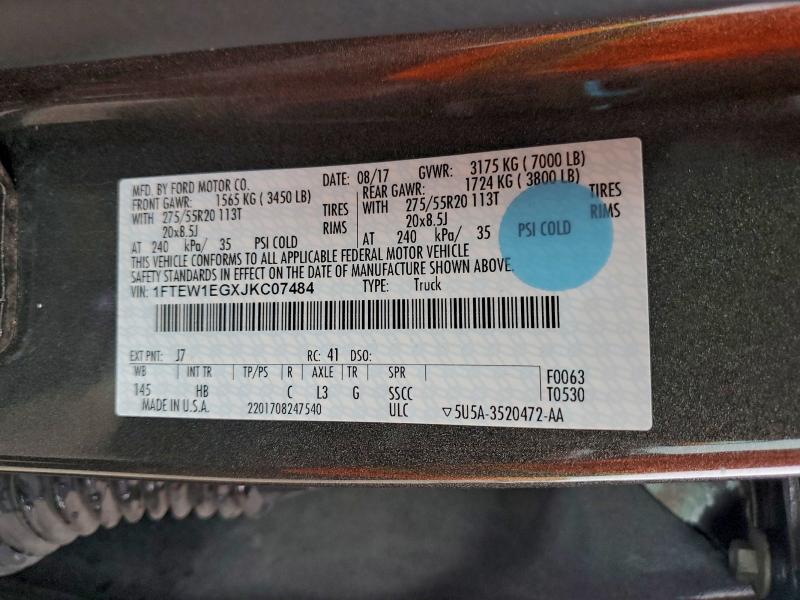 MFD. BY FORD MOTOR CO. DATE: 08/17 GVWR: 3175 KG ( 7000 LB)
FRONT GAWR: 1565 KG ( 3450 LB) REAR GAWR: 1724 KG ( 3800 LB)
WITH 275/55R20 113T TIRES WITH 275/55R20 113T TIRES
20x8.5J RIMS 20x8.5J RIMS
AT 240 kPa/ 35 PSI COLD AT 240 kPa/ 35 PSI COLD
THIS VEHICLE CONFORMS TO ALL APPLICABLE FEDERAL MOTOR VEHICLE
SAFETY STANDARDS IN EFFECT ON THE DATE OF MANUFACTURE SHOWN ABOVE.
VIN: 1FTEW1EGXJKC07484 TYPE: Truck
EXT PNT: J7 RC: 41 DSO:
WB INT TR TP/PS R AXLE TR SPR F0063
145 HB C L3 G SSCC T0530
MADE IN U.S.A. 2201708247540 ULC ▽5U5A-3520472-AA